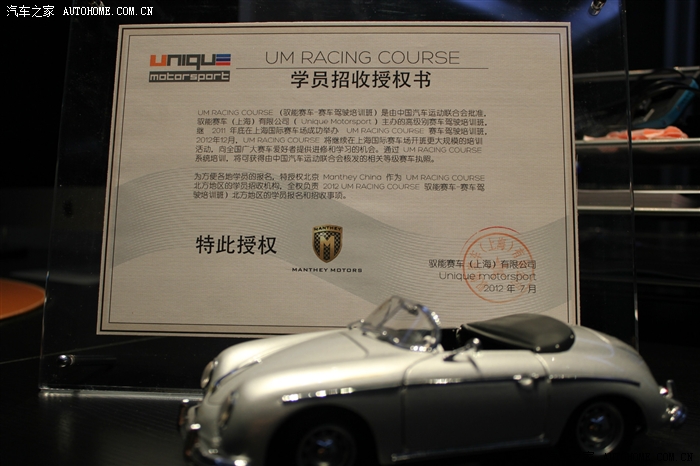 汽车之家 AUTOHOME.COM.CN
unique
motorsport
UM RACING COURSE
学员招收授权书
UM RACING COURSE （驭能赛车-赛车驾驶培训班）是由中国汽车运动联合会批准，
驭能赛车（上海）有限公司（ Unique Motorsport ）主办的高级别赛车驾驶培训班。
继 2011 年底在上海国际赛车场成功举办 UM RACING COURSE 赛车驾驶培训班，
2012年12月，UM RACING COURSE 将继续在上海国际赛车场开班更大规模的培训
活动，向全国广大赛车爱好者提供进修和学习的机会。通过 UM RACING COURSE
系统培训，将可获得由中国汽车运动联合会核发的相关等级赛车执照。
为方便各地学员的报名，特授权北京 Manthey China 作为 UM RACING COURSE
北方地区的学员招收机构，全权负责 2012 UM RACING COURSE 驭能赛车-赛车驾
驶培训班）北方地区的学员报名和招收事项。
特此授权
MANTHEY
MANTHEY MOTORS
驭能赛车（上海）有限公司
Unique motorsport
2012 年 7 月